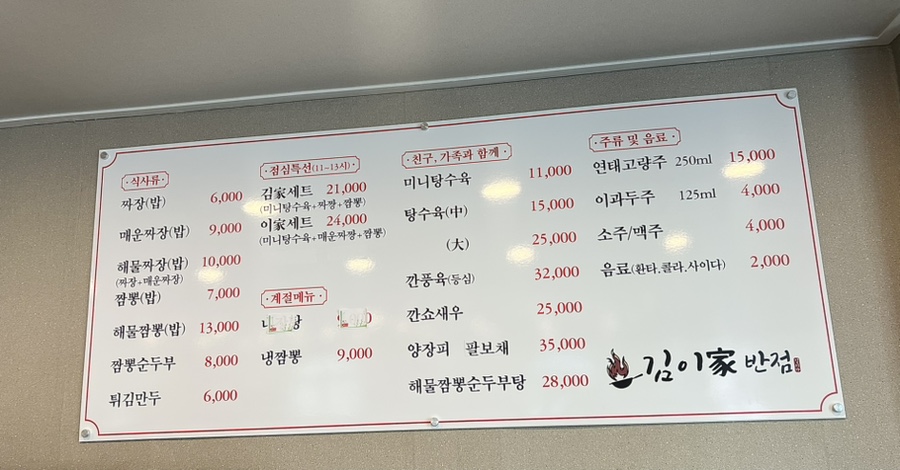 식사류
짜장(밥) 6,000
매운짜장(밥) 9,000
해물짜장(밥) 10,000
(짜장+매운짜장)
짬뽕(밥) 7,000
해물짬뽕(밥) 13,000
짬뽕순두부 8,000
튀김만두 6,000
점심특선(11~13시)
김家세트 21,000
(미니탕수육+짜짱+짬뽕)
이家세트 24,000
(미니탕수육+매운짜짱+짬뽕)
계절메뉴
냉짬뽕 9,000
친구, 가족과 함께
미니탕수육 11,000
탕수육(中) 15,000
(大) 25,000
깐풍육(등심) 32,000
깐쇼새우 25,000
양장피 팔보채 35,000
해물짬뽕순두부탕 28,000
주류 및 음료
연태고량주 250ml 15,000
이과두주 125ml 4,000
소주/맥주 4,000
음료(환타,콜라,사이다) 2,000
김이家 반점